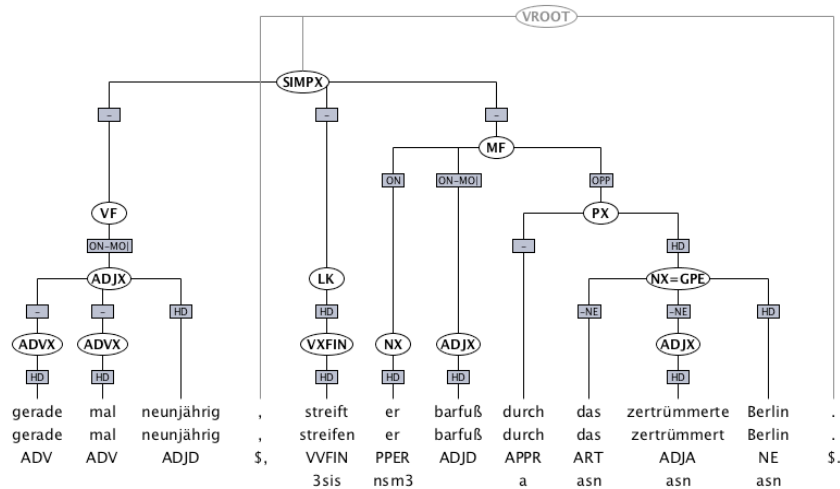 VROOT
SIMPX
– – –
MF
ON ON-MO| OPP
VF PX
ON-MO| – HD
ADJX LK NX=GPE
– – HD HD -NE -NE HD
ADVX ADVX VXFIN NX ADJX ADJX
HD HD HD HD HD HD
gerade mal neunjährig , streift er barfuß durch das zertrümmerte Berlin .
gerade mal neunjährig , streifen er barfuß durch das zertrümmert Berlin .
ADV ADV ADJD $, VVFIN PPER ADJD APPR ART ADJA NE $.
3sis nsm3 a asn asn asn